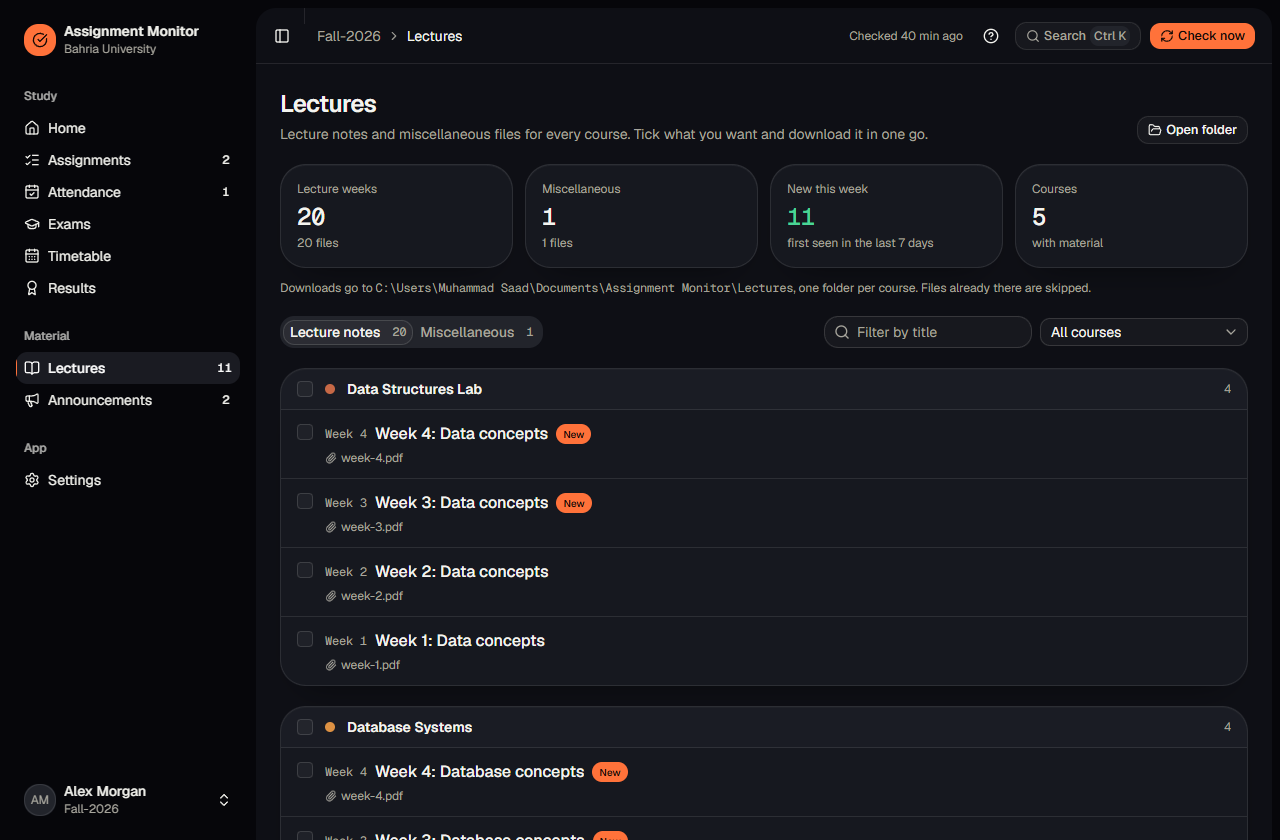 Assignment Monitor
Bahria University
Study
Home
Assignments 2
Attendance 1
Exams
Timetable
Results
Material
Lectures 11
Announcements 2
App
Settings
AM
Alex Morgan
Fall-2026
Fall-2026 > Lectures
Checked 40 min ago
Search Ctrl K
Check now
Lectures
Lecture notes and miscellaneous files for every course. Tick what you want and download it in one go.
Open folder
Lecture weeks
20
20 files
Miscellaneous
1
1 files
New this week
11
first seen in the last 7 days
Courses
5
with material
Downloads go to C:\Users\Muhammad Saad\Documents\Assignment Monitor\Lectures, one folder per course. Files already there are skipped.
Lecture notes 20 Miscellaneous 1
Filter by title
All courses
Data Structures Lab 4
Week 4 Week 4: Data concepts New
week-4.pdf
Week 3 Week 3: Data concepts New
week-3.pdf
Week 2 Week 2: Data concepts
week-2.pdf
Week 1 Week 1: Data concepts
week-1.pdf
Database Systems 4
Week 4 Week 4: Database concepts New
week-4.pdf
Week 3 Week 3: Database concepts New